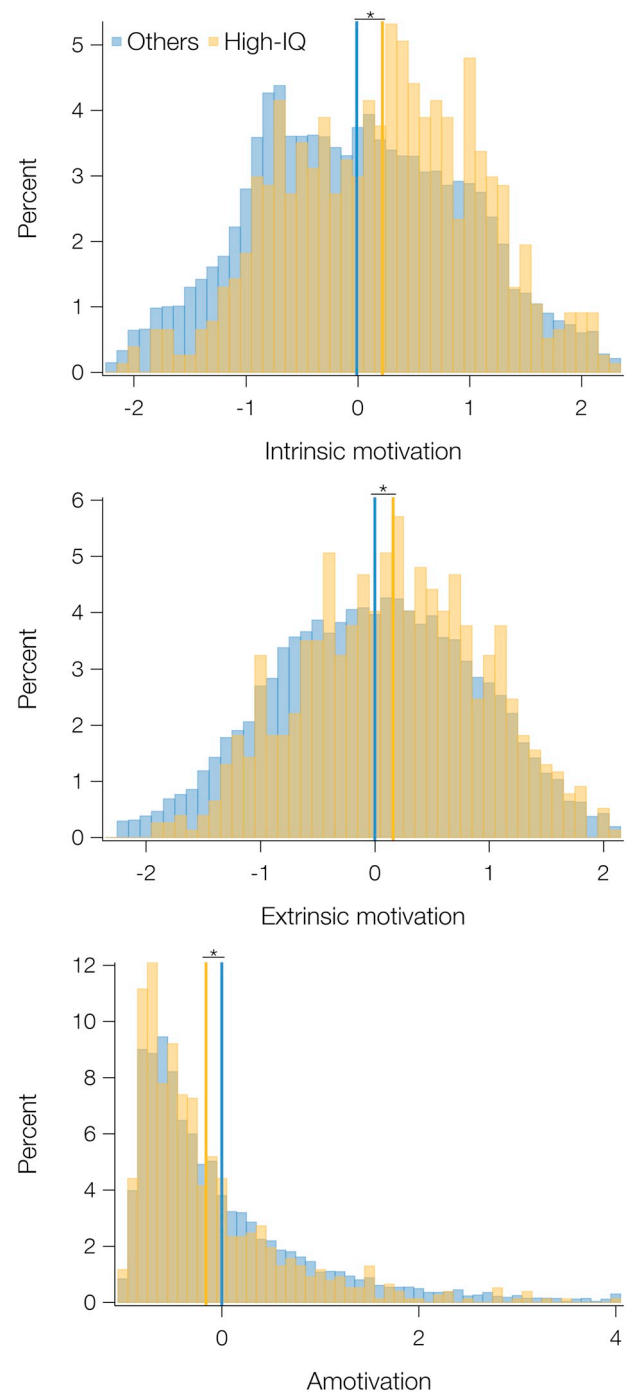 *
Others High-IQ
5
4
3
2
1
0
Percent
-2 -1 0 1 2
Intrinsic motivation
*
6
5
4
3
2
1
0
Percent
-2 -1 0 1 2
Extrinsic motivation
*
12
10
8
6
4
2
0
Percent
0 2 4
Amotivation